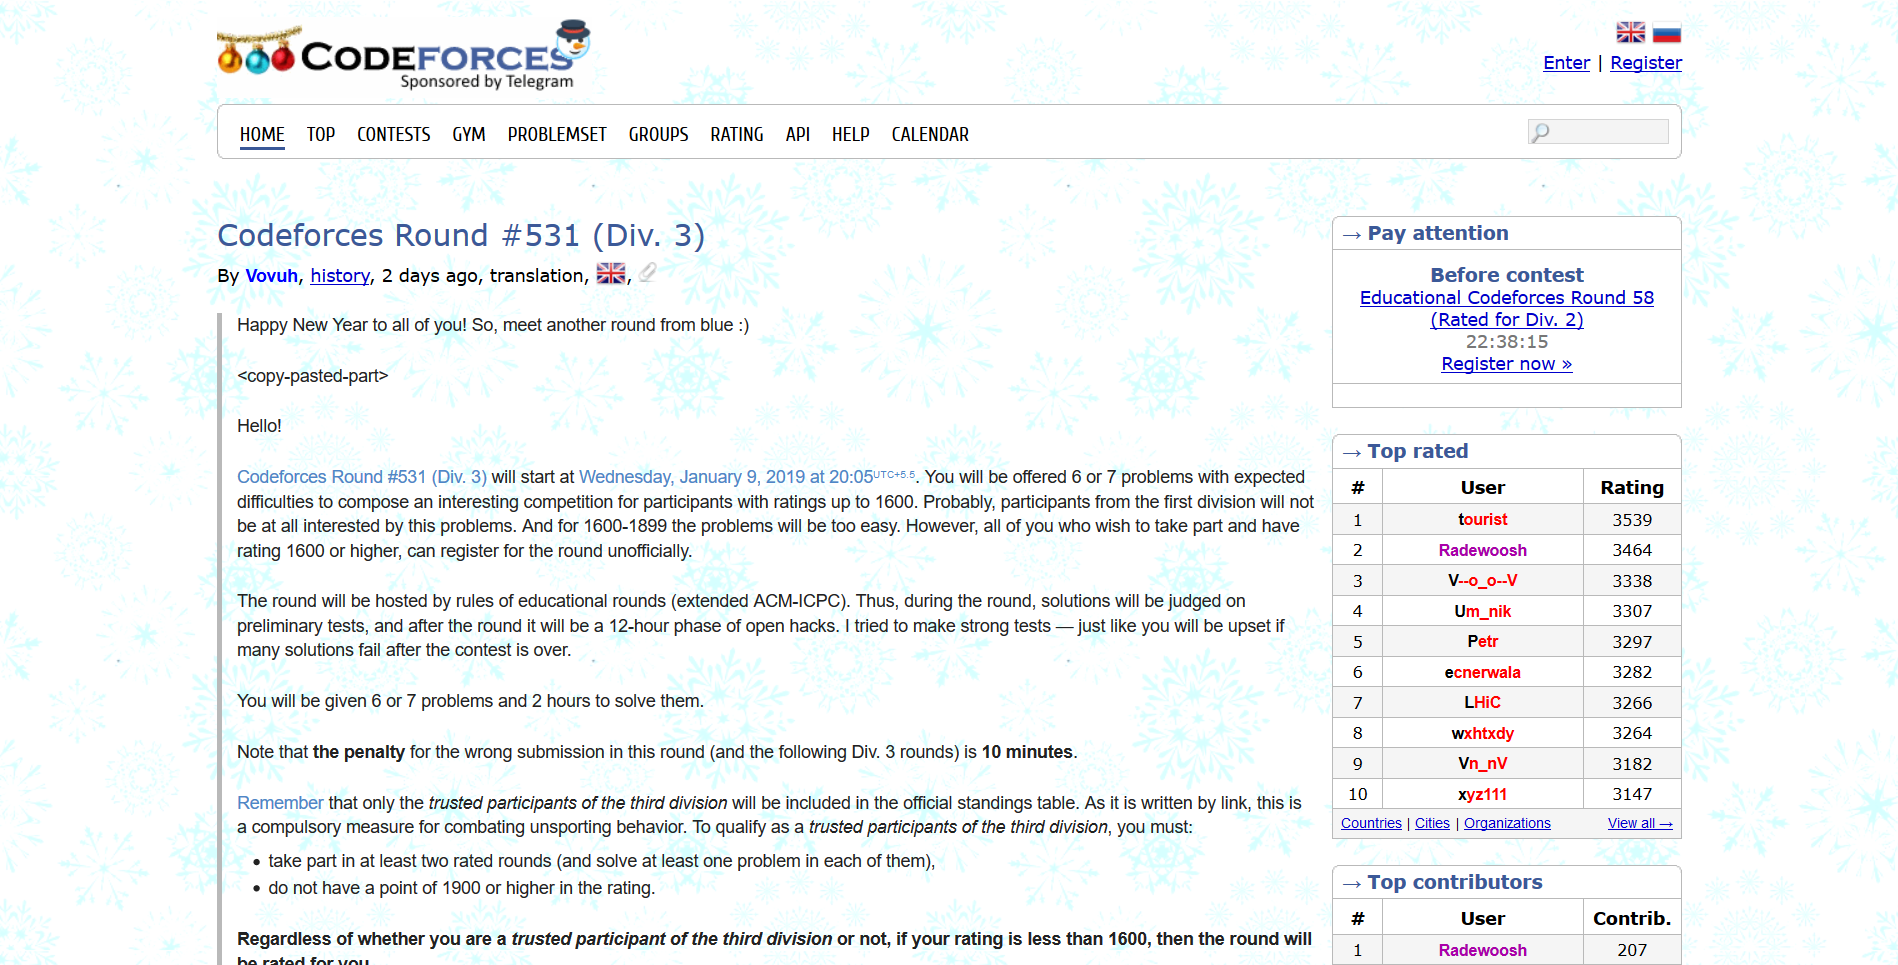 CODEFORCES
Sponsored by Telegram
Enter | Register
HOME TOP CONTESTS GYM PROBLEMSET GROUPS RATING API HELP CALENDAR
Codeforces Round #531 (Div. 3)
By Vovuh, history, 2 days ago, translation, ,
Happy New Year to all of you! So, meet another round from blue :)
<copy-pasted-part>
Hello!
Codeforces Round #531 (Div. 3) will start at Wednesday, January 9, 2019 at 20:05UTC+5.5. You will be offered 6 or 7 problems with expected
difficulties to compose an interesting competition for participants with ratings up to 1600. Probably, participants from the first division will not
be at all interested by this problems. And for 1600-1899 the problems will be too easy. However, all of you who wish to take part and have
rating 1600 or higher, can register for the round unofficially.
The round will be hosted by rules of educational rounds (extended ACM-ICPC). Thus, during the round, solutions will be judged on
preliminary tests, and after the round it will be a 12-hour phase of open hacks. I tried to make strong tests — just like you will be upset if
many solutions fail after the contest is over.
You will be given 6 or 7 problems and 2 hours to solve them.
Note that the penalty for the wrong submission in this round (and the following Div. 3 rounds) is 10 minutes.
Remember that only the trusted participants of the third division will be included in the official standings table. As it is written by link, this is
a compulsory measure for combating unsporting behavior. To qualify as a trusted participants of the third division, you must:
• take part in at least two rated rounds (and solve at least one problem in each of them),
• do not have a point of 1900 or higher in the rating.
Regardless of whether you are a trusted participant of the third division or not, if your rating is less than 1600, then the round will
be rated for you.
→ Pay attention
Before contest
Educational Codeforces Round 58
(Rated for Div. 2)
22:38:15
Register now »
→ Top rated
# User Rating
1 tourist 3539
2 Radewoosh 3464
3 V--o_o--V 3338
4 Um_nik 3307
5 Petr 3297
6 ecnerwala 3282
7 LHiC 3266
8 wxhtxdy 3264
9 Vn_nV 3182
10 xyz111 3147
Countries | Cities | Organizations View all →
→ Top contributors
# User Contrib.
1 Radewoosh 207